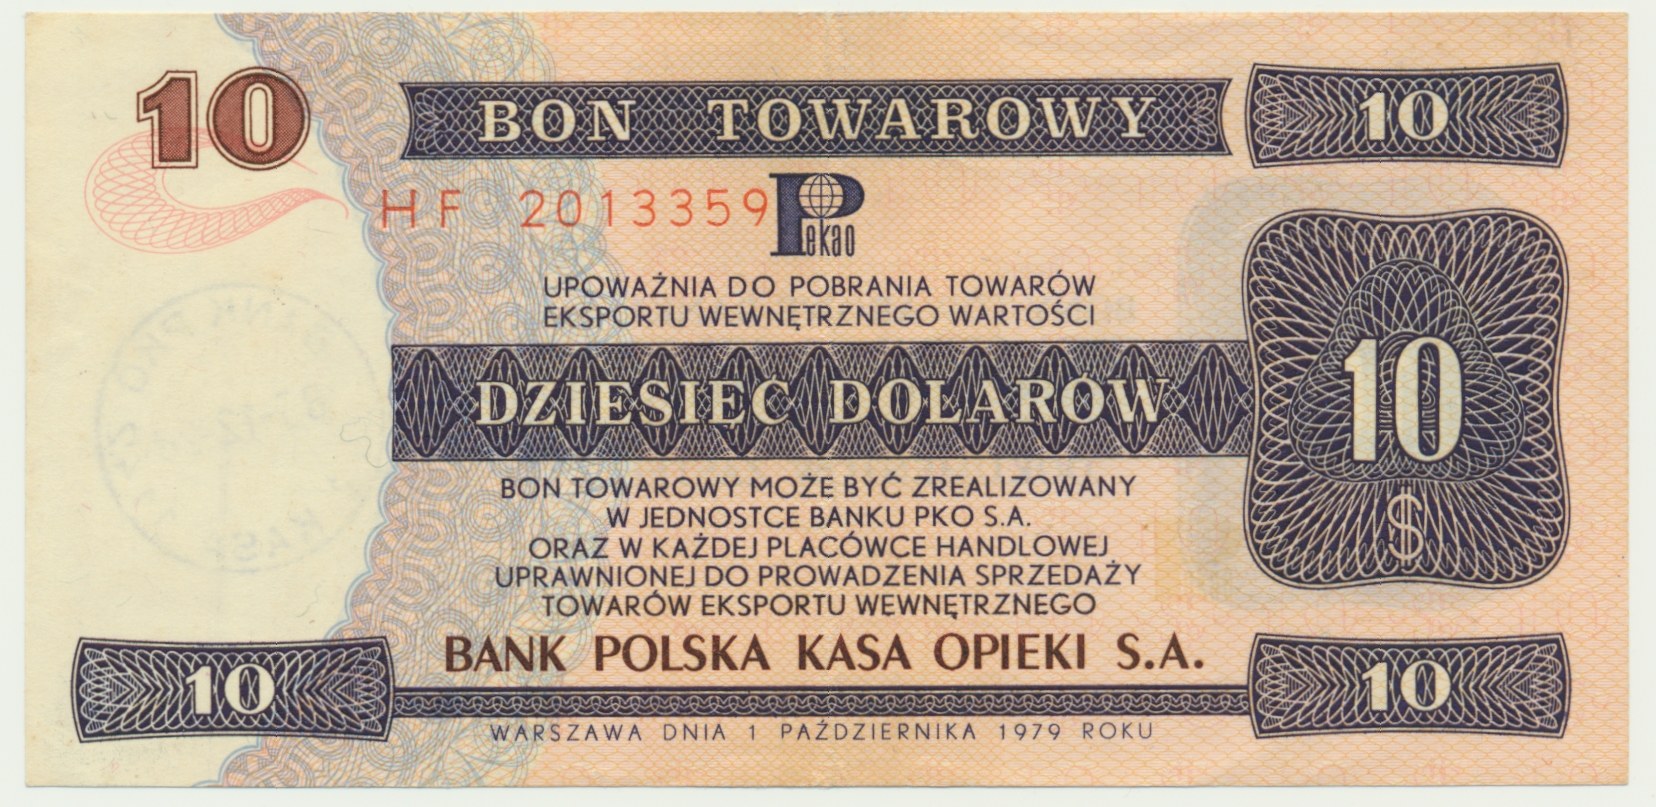 10
BON TOWAROWY
10
HF 2013359
Pekao
UPOWAŻNIA DO POBRANIA TOWARÓW
EKSPORTU WEWNĘTRZNEGO WARTOŚCI
DZIESIĘĆ DOLARÓW
10
$
BON TOWAROWY MOŻE BYĆ ZREALIZOWANY
W JEDNOSTCE BANKU PKO S.A.
ORAZ W KAŻDEJ PLACÓWCE HANDLOWEJ
UPRAWNIONEJ DO PROWADZENIA SPRZEDAŻY
TOWARÓW EKSPORTU WEWNĘTRZNEGO
BANK POLSKA KASA OPIEKI S.A.
10
10
WARSZAWA DNIA 1 PAŹDZIERNIKA 1979 ROKU